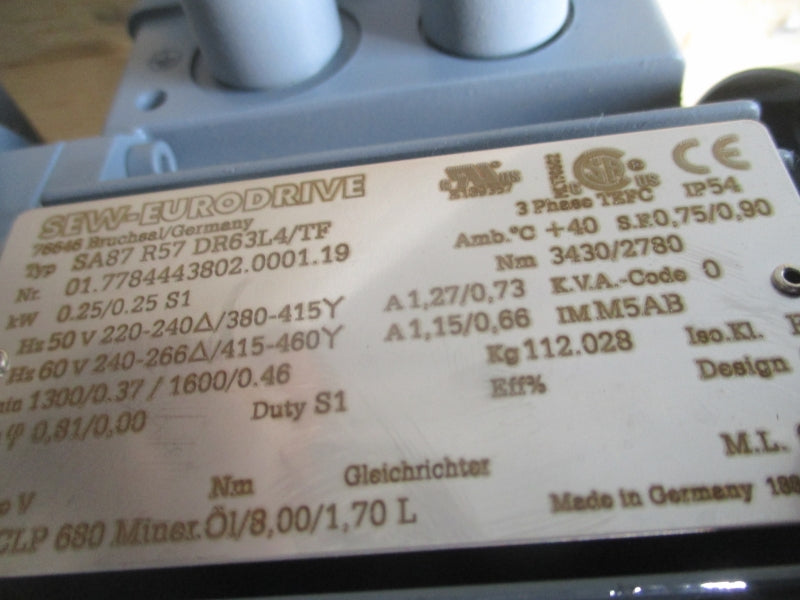 SEW-EURODRIVE
76646 Bruchsal/Germany
3 Phase TEFC IP54
Typ SA87 R57 DR63L4/TF
Amb.°C +40 S.F.0,75/0,90
Nr. 01.7784443802.0001.19
Nm 3430/2780
kW 0.25/0.25 S1
K.V.A.-Code 0
Hz 50 V 220-240Δ/380-415Y A 1,27/0,73
IM M5AB
Hz 60 V 240-266Δ/415-460Y A 1,15/0,66
Kg 112.028 Iso.Kl.
1300/0.37 / 1600/0.46
Eff% Design
φ 0,81/0,00 Duty S1
M.L.
V Nm Gleichrichter
CLP 680 Miner.Öl/8,00/1,70 L
Made in Germany